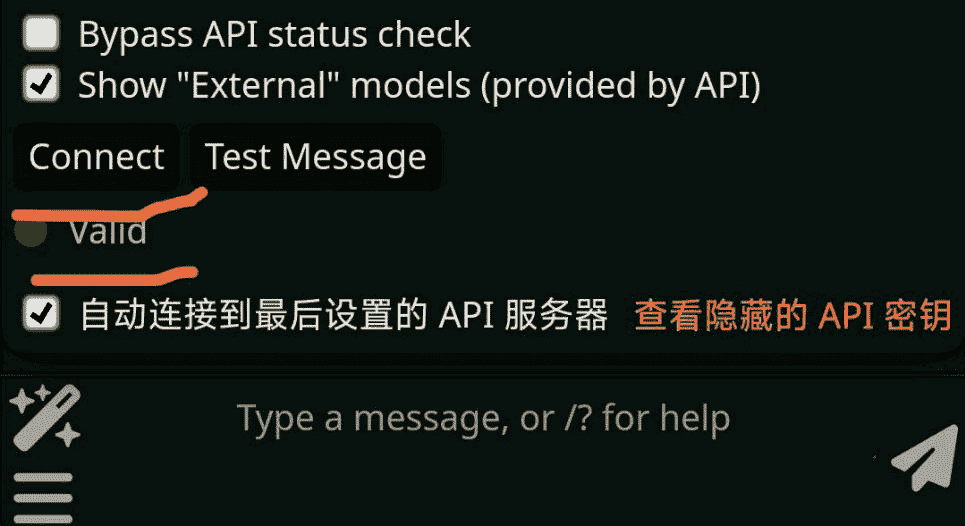 Bypass API status check
Show "External" models (provided by API)
Connect Test Message
Valid
自动连接到最后设置的 API 服务器 查看隐藏的 API 密钥
Type a message, or /? for help